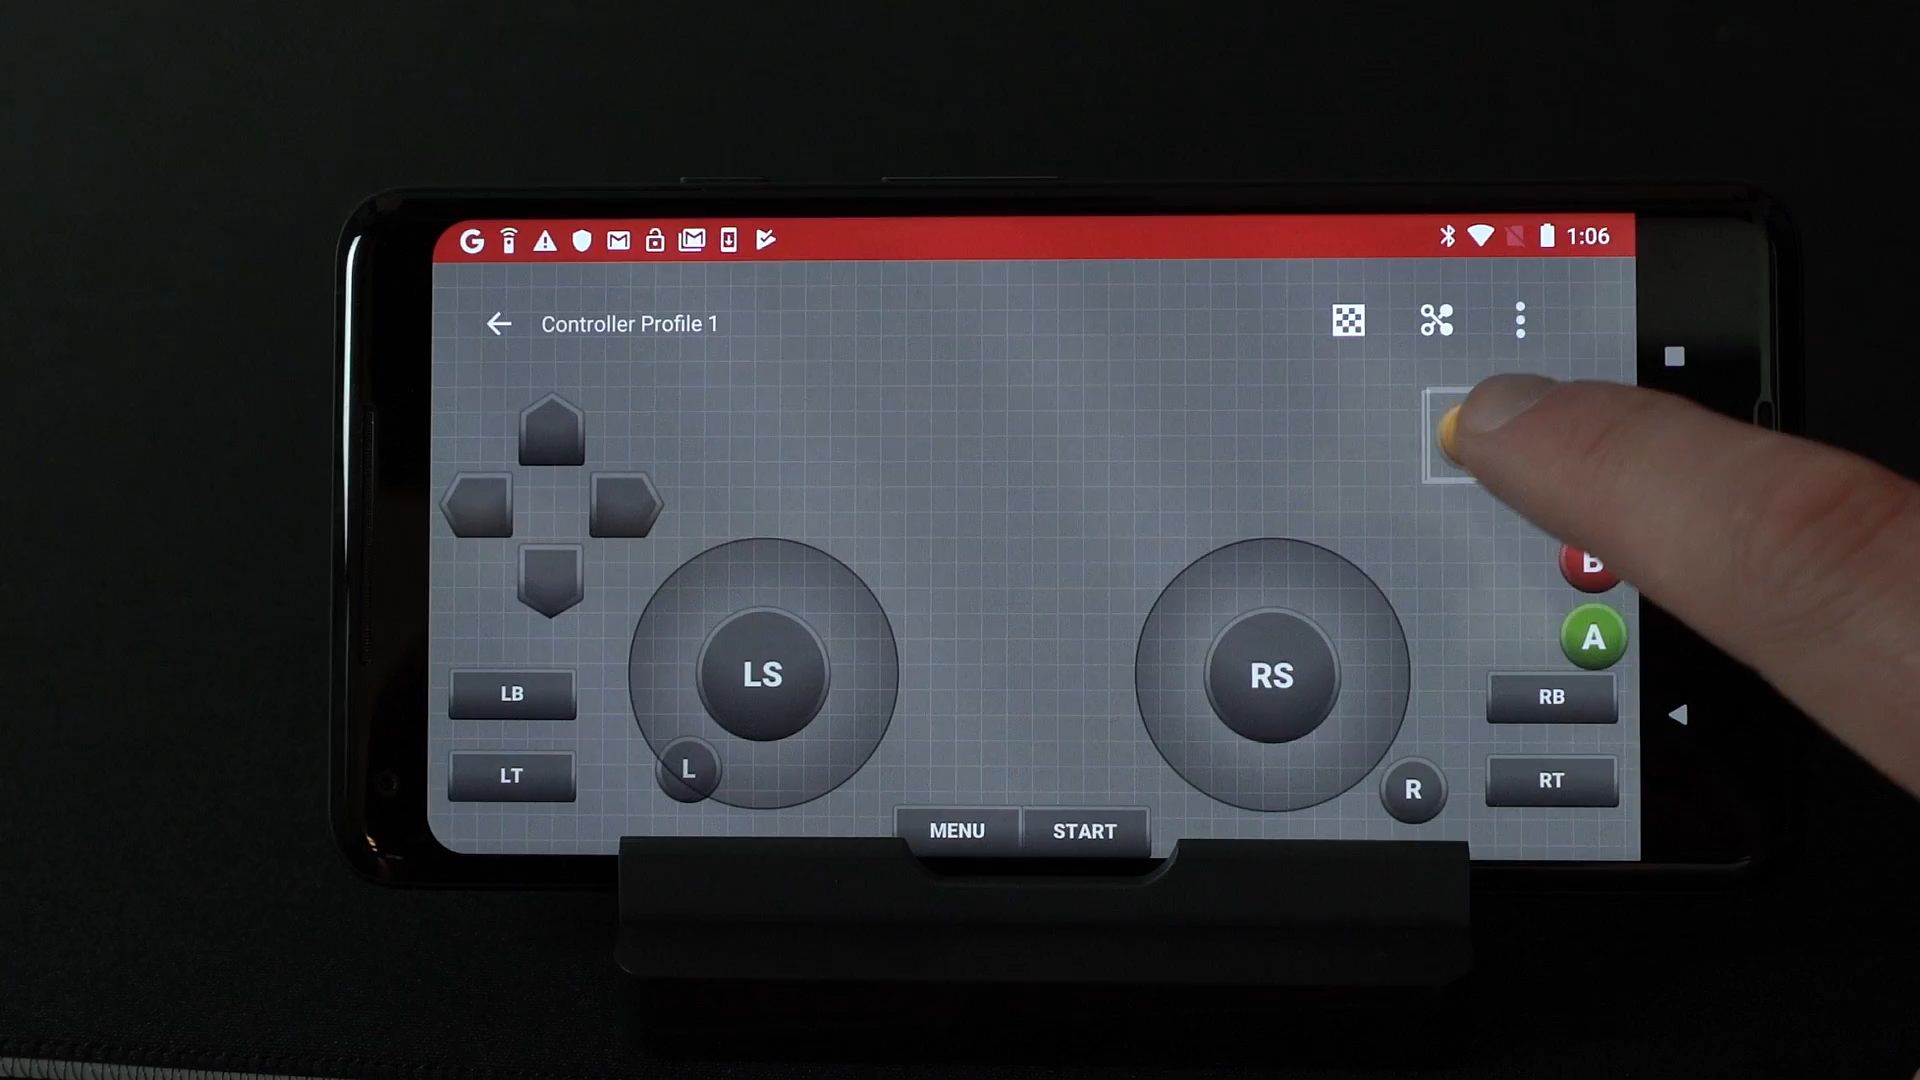 1:06
Controller Profile 1
B
A
LS
RS
LB
RB
LT
L
R
RT
MENU
START